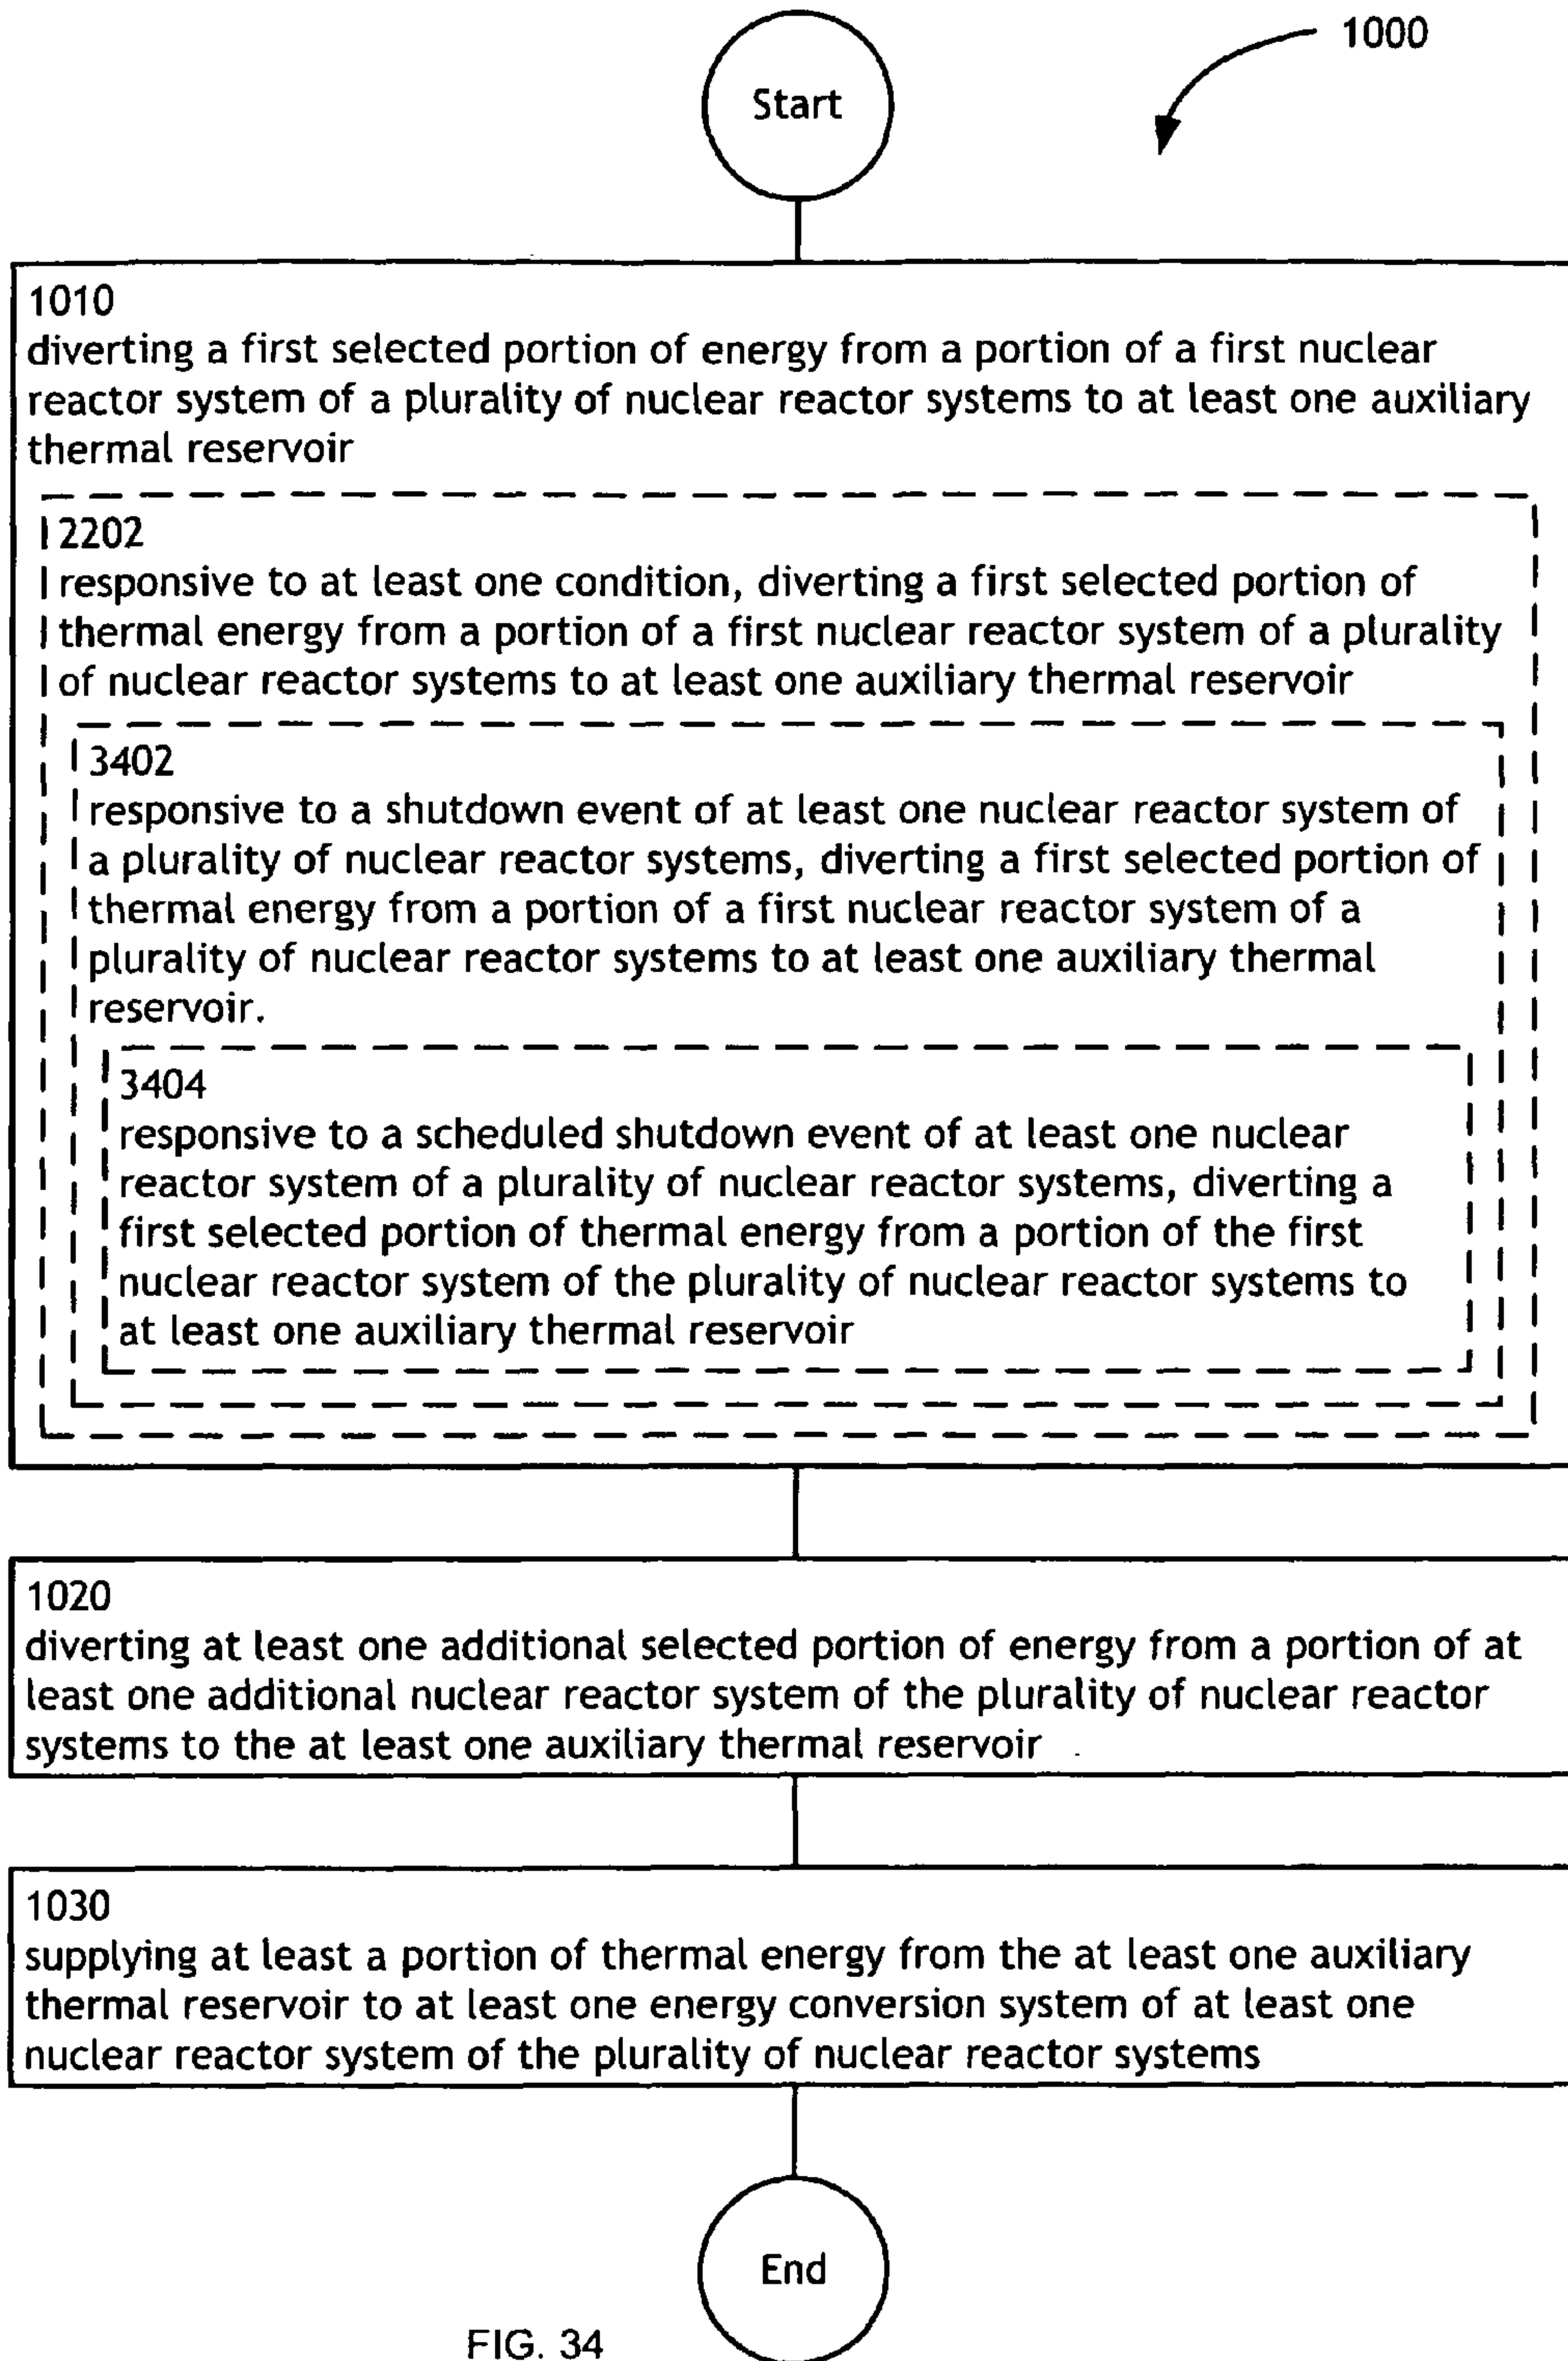 1000
Start
1010
diverting a first selected portion of energy from a portion of a first nuclear
reactor system of a plurality of nuclear reactor systems to at least one auxiliary
thermal reservoir
2202
responsive to at least one condition, diverting a first selected portion of
thermal energy from a portion of a first nuclear reactor system of a plurality
of nuclear reactor systems to at least one auxiliary thermal reservoir
3402
responsive to a shutdown event of at least one nuclear reactor system of
a plurality of nuclear reactor systems, diverting a first selected portion of
thermal energy from a portion of a first nuclear reactor system of a
plurality of nuclear reactor systems to at least one auxiliary thermal
reservoir.
3404
responsive to a scheduled shutdown event of at least one nuclear
reactor system of a plurality of nuclear reactor systems, diverting a
first selected portion of thermal energy from a portion of the first
nuclear reactor system of the plurality of nuclear reactor systems to
at least one auxiliary thermal reservoir
1020
diverting at least one additional selected portion of energy from a portion of at
least one additional nuclear reactor system of the plurality of nuclear reactor
systems to the at least one auxiliary thermal reservoir
1030
supplying at least a portion of thermal energy from the at least one auxiliary
thermal reservoir to at least one energy conversion system of at least one
nuclear reactor system of the plurality of nuclear reactor systems
End
FIG. 34